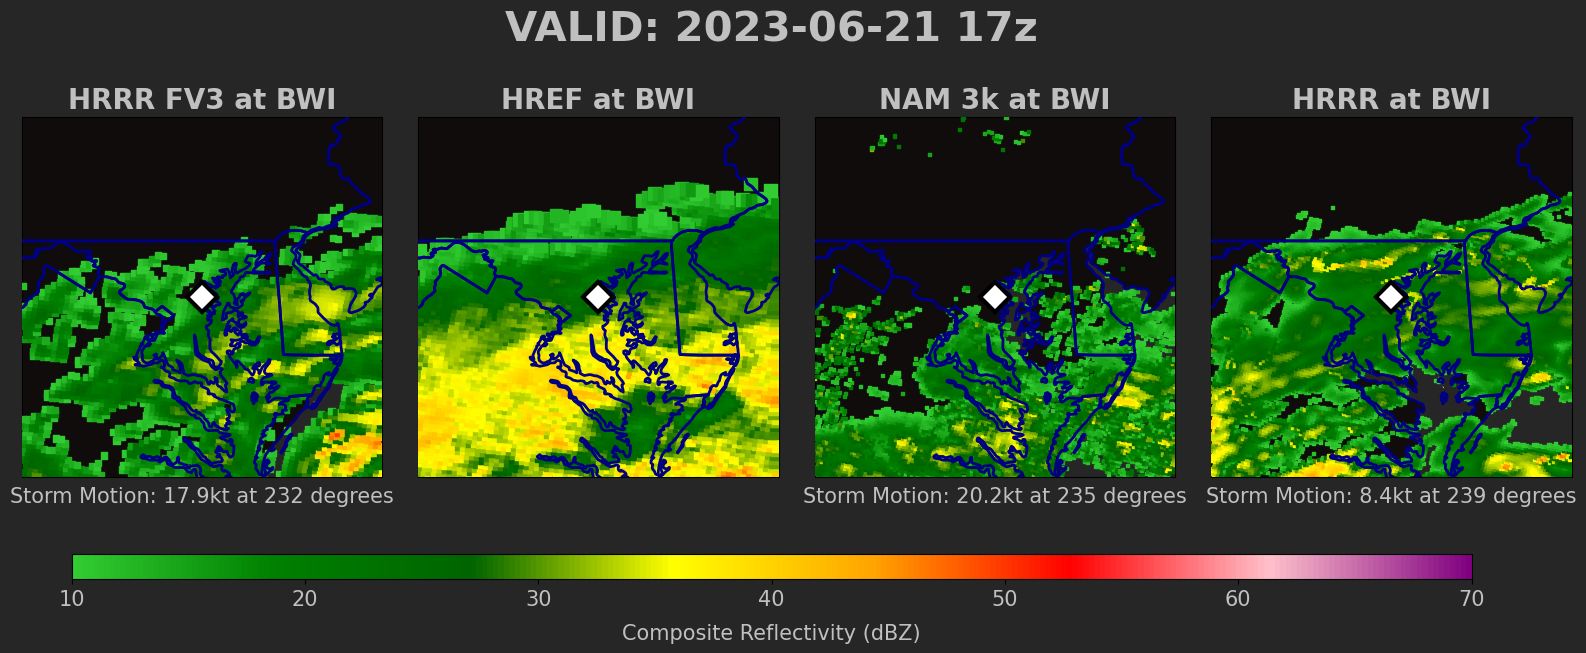 VALID: 2023-06-21 17z
HRRR FV3 at BWI
HREF at BWI
NAM 3k at BWI
HRRR at BWI
Storm Motion: 17.9kt at 232 degrees
Storm Motion: 20.2kt at 235 degrees
Storm Motion: 8.4kt at 239 degrees
10 20 30 40 50 60 70
Composite Reflectivity (dBZ)